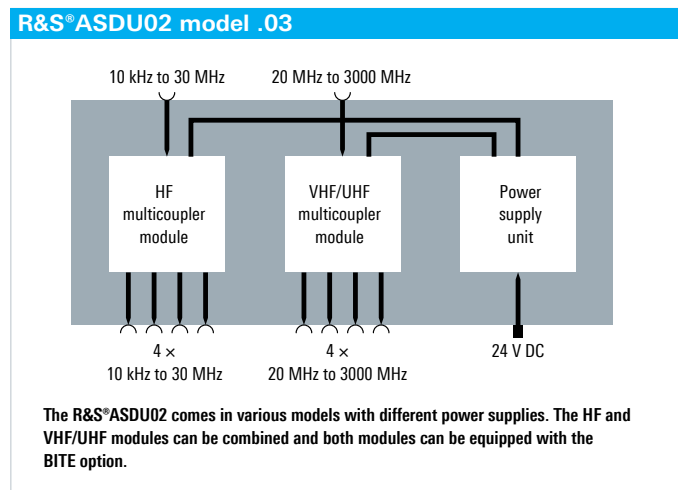 R&S®ASDU02 model .03
10 kHz to 30 MHz
20 MHz to 3000 MHz
HF
multicoupler
module
VHF/UHF
multicoupler
module
Power
supply
unit
4 ×
10 kHz to 30 MHz
4 ×
20 MHz to 3000 MHz
24 V DC
The R&S®ASDU02 comes in various models with different power supplies. The HF and
VHF/UHF modules can be combined and both modules can be equipped with the
BITE option.